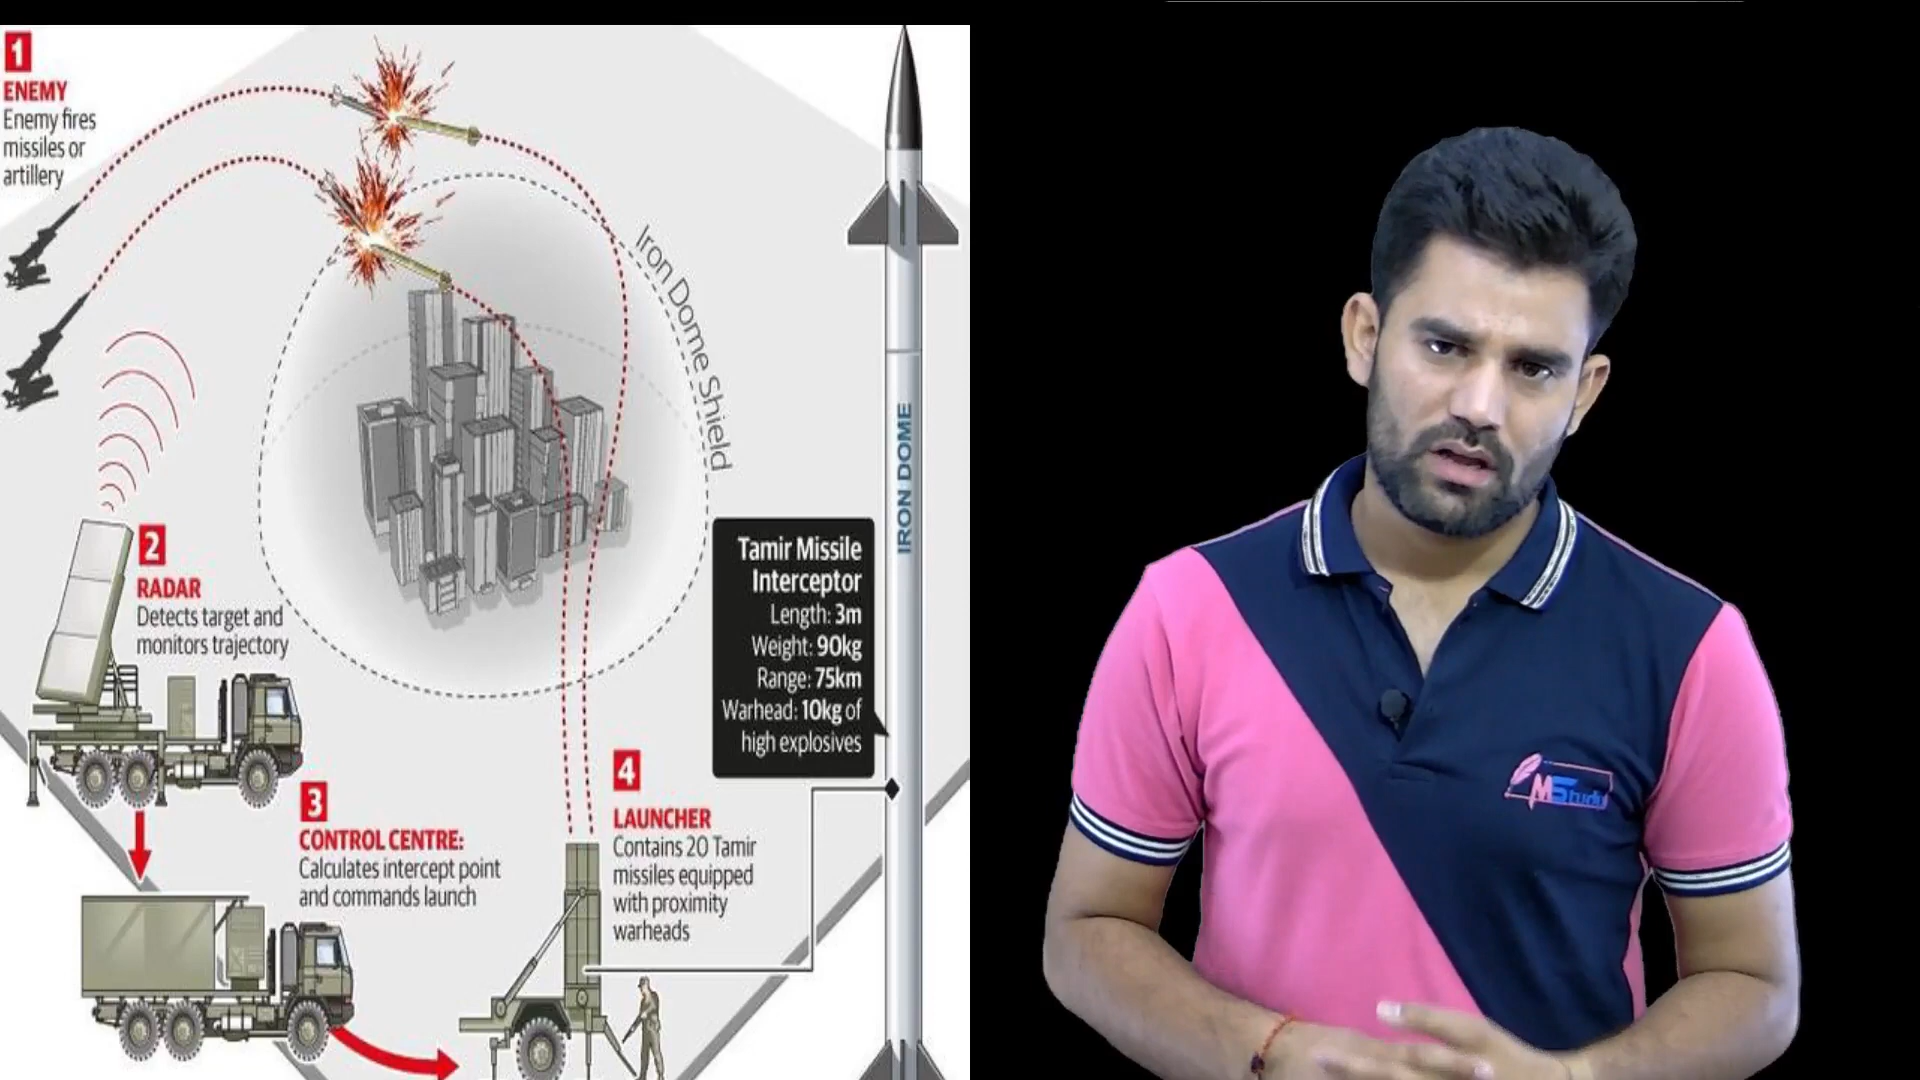 1
ENEMY
Enemy fires
missiles or
artillery
Iron Dome Shield
IRON DOME
2
RADAR
Detects target and
monitors trajectory
Tamir Missile
Interceptor
Length: 3m
Weight: 90kg
Range: 75km
Warhead: 10kg of
high explosives
3
CONTROL CENTRE:
Calculates intercept point
and commands launch
4
LAUNCHER
Contains 20 Tamir
missiles equipped
with proximity
warheads
MStudy